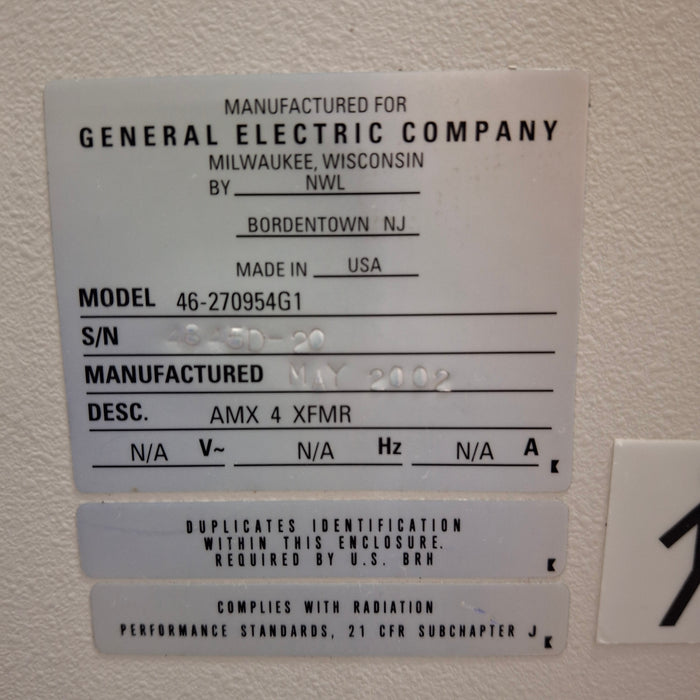 MANUFACTURED FOR
GENERAL ELECTRIC COMPANY
MILWAUKEE, WISCONSIN
BY NWL
BORDENTOWN NJ
MADE IN USA
MODEL 46-270954G1
S/N
MANUFACTURED MAY 2002
DESC. AMX 4 XFMR
N/A V~ N/A Hz N/A A
DUPLICATES IDENTIFICATION
WITHIN THIS ENCLOSURE.
REQUIRED BY U.S. BRH
COMPLIES WITH RADIATION
PERFORMANCE STANDARDS, 21 CFR SUBCHAPTER J